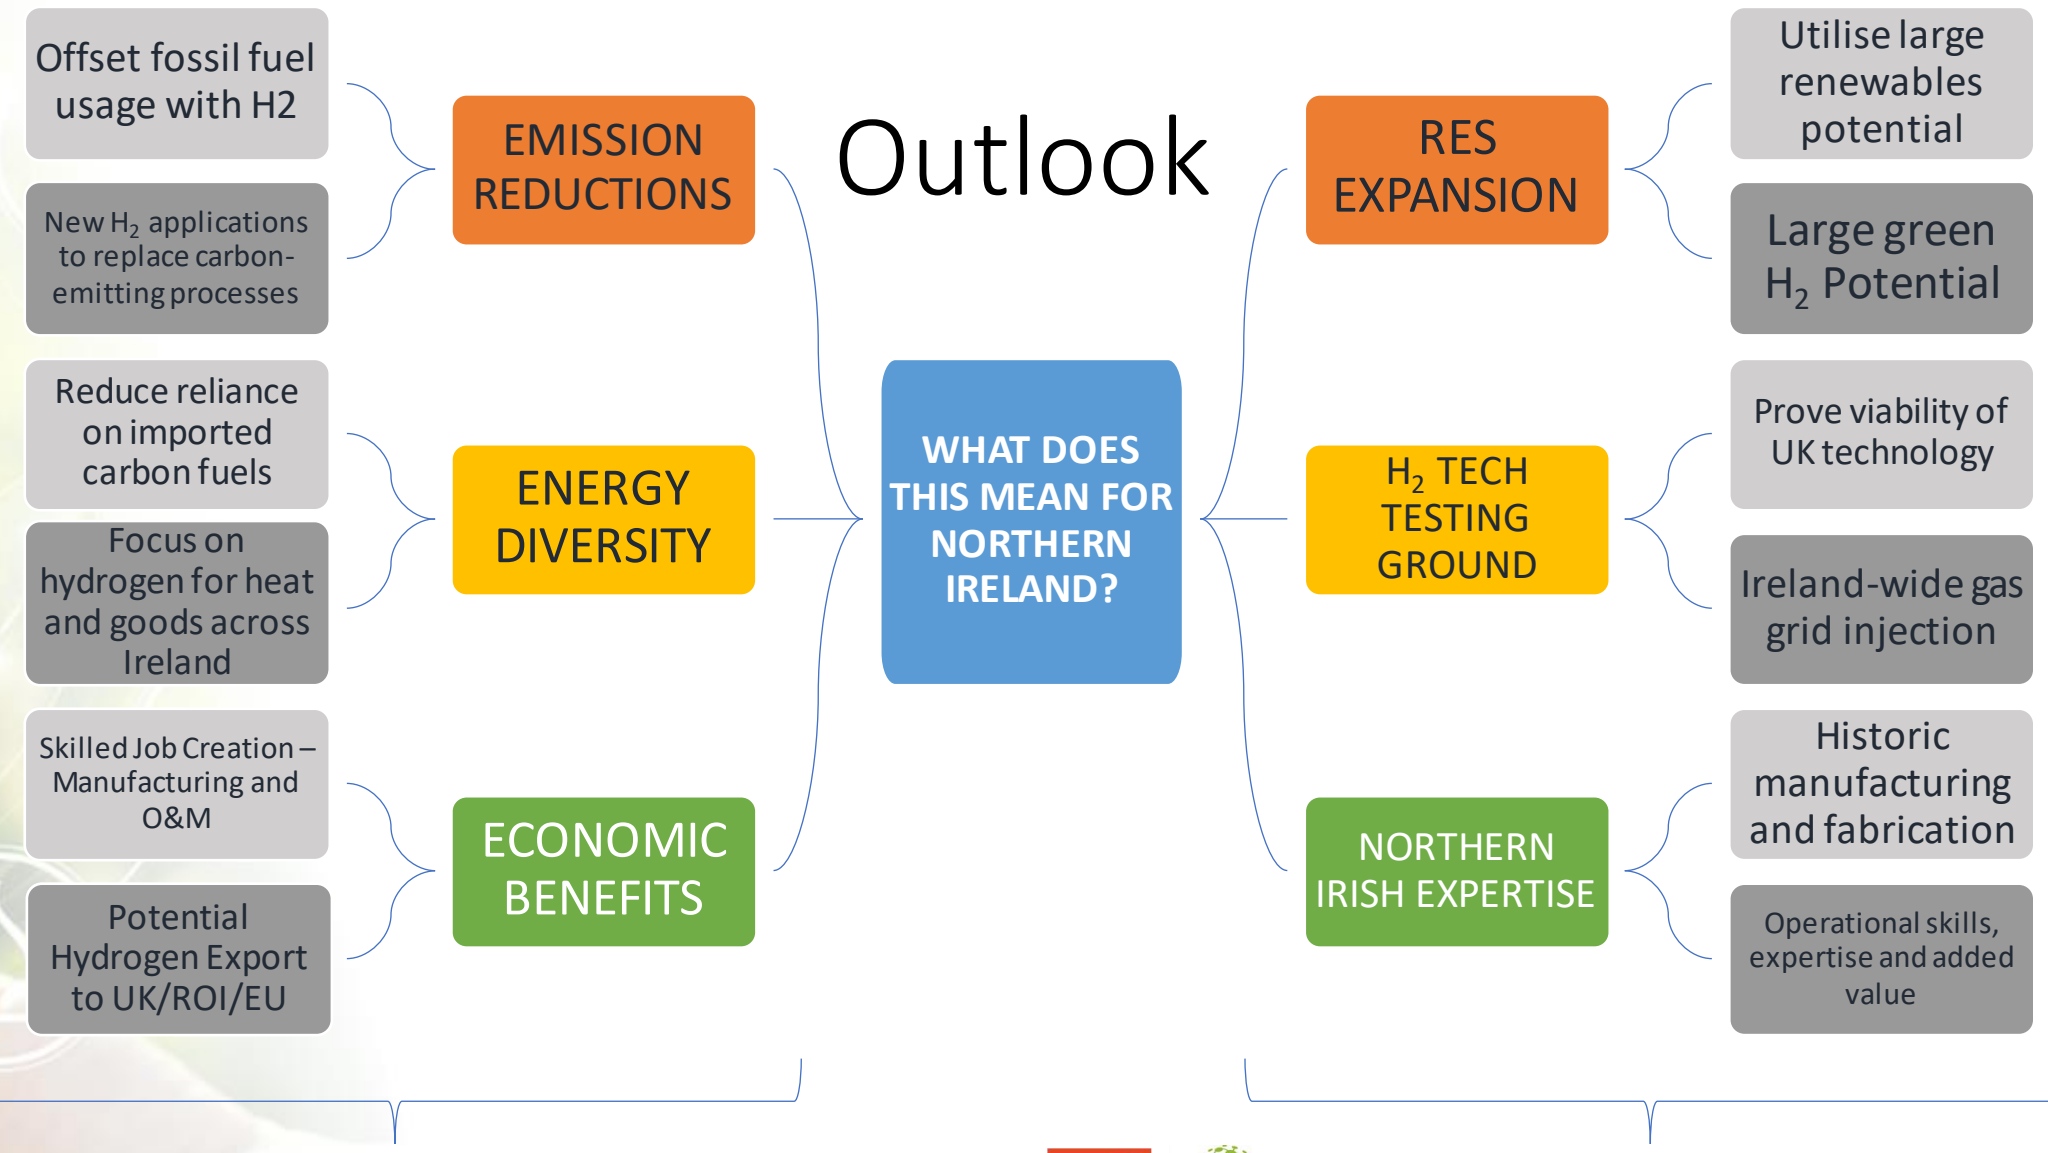 Outlook
Offset fossil fuel
usage with H2
New H₂ applications
to replace carbon-
emitting processes
EMISSION
REDUCTIONS
Reduce reliance
on imported
carbon fuels
Focus on
hydrogen for heat
and goods across
Ireland
ENERGY
DIVERSITY
Skilled Job Creation –
Manufacturing and
O&M
Potential
Hydrogen Export
to UK/ROI/EU
ECONOMIC
BENEFITS
WHAT DOES
THIS MEAN FOR
NORTHERN
IRELAND?
RES
EXPANSION
Utilise large
renewables
potential
Large green
H₂ Potential
H₂ TECH
TESTING
GROUND
Prove viability of
UK technology
Ireland-wide gas
grid injection
NORTHERN
IRISH EXPERTISE
Historic
manufacturing
and fabrication
Operational skills,
expertise and added
value